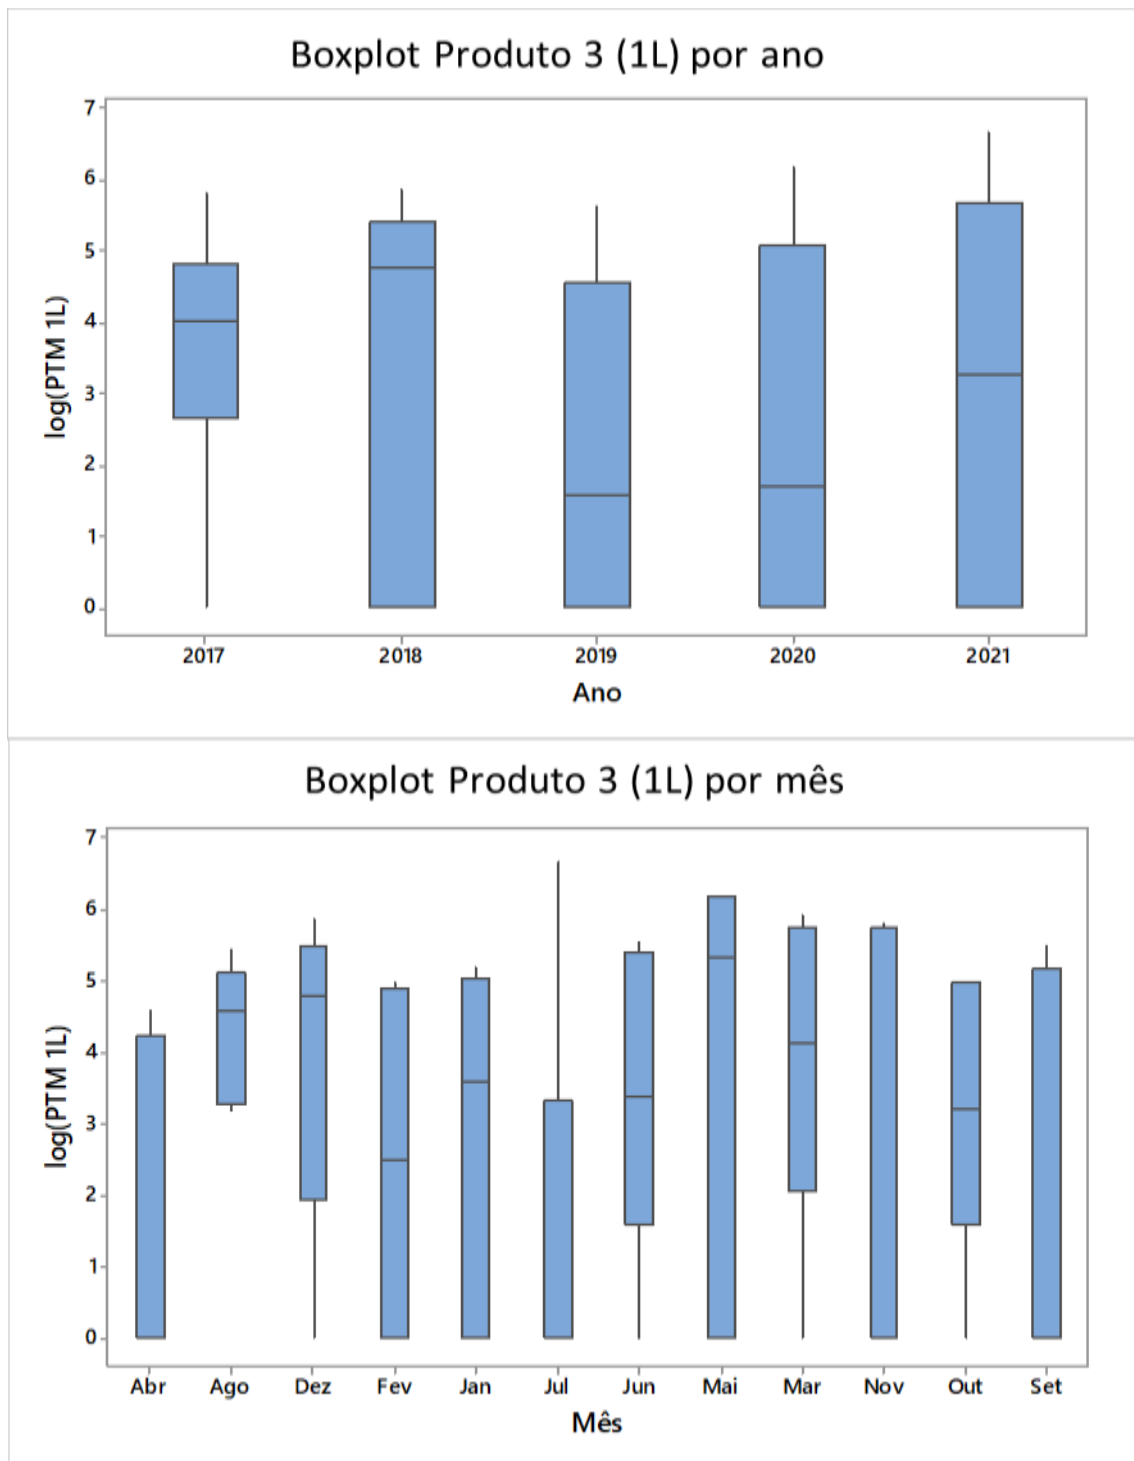 Boxplot Produto 3 (1L) por ano
log(PTM 1L)
7
6
5
4
3
2
1
0
2017 2018 2019 2020 2021
Ano
Boxplot Produto 3 (1L) por mês
log(PTM 1L)
7
6
5
4
3
2
1
0
Abr Ago Dez Fev Jan Jul Jun Mai Mar Nov Out Set
Mês